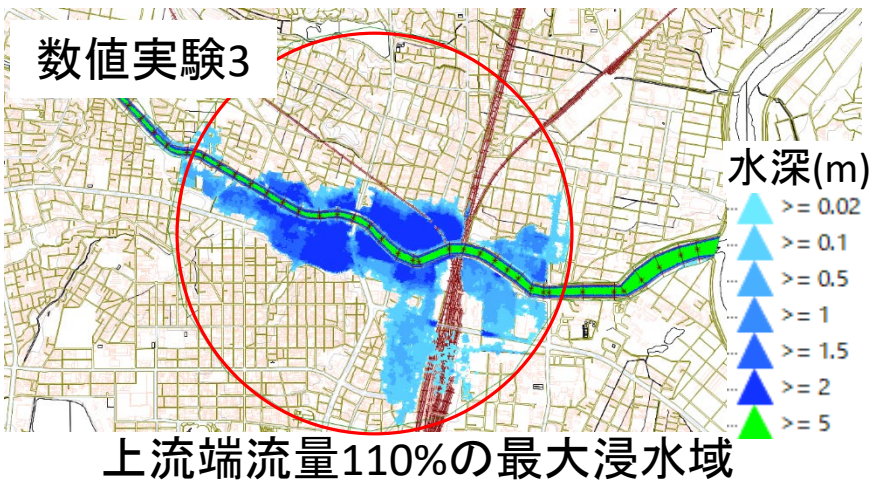 数値実験3
水深(m)
>= 0.02
>= 0.1
>= 0.5
>= 1
>= 1.5
>= 2
>= 5
上流端流量110%の最大浸水域